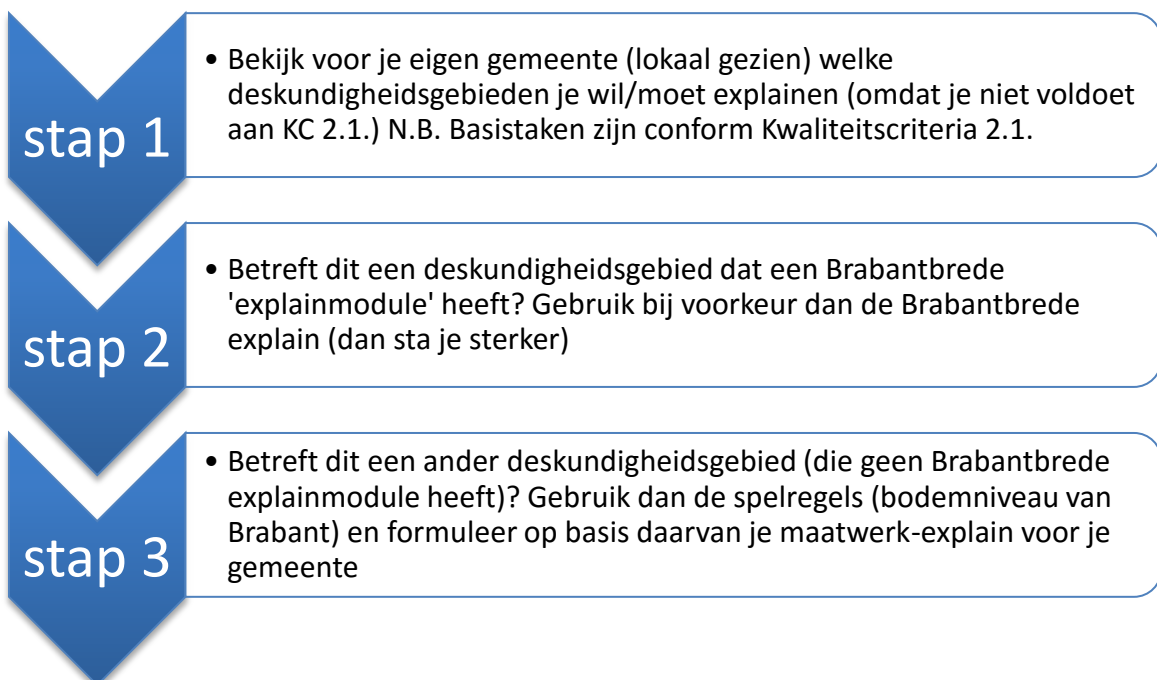 stap 1
• Bekijk voor je eigen gemeente (lokaal gezien) welke
deskundigheidsgebieden je wil/moet explainen (omdat je niet voldoet
aan KC 2.1.) N.B. Basistaken zijn conform Kwaliteitscriteria 2.1.
stap 2
• Betreft dit een deskundigheidsgebied dat een Brabantbrede
'explainmodule' heeft? Gebruik bij voorkeur dan de Brabantbrede
explain (dan sta je sterker)
stap 3
• Betreft dit een ander deskundigheidsgebied (die geen Brabantbrede
explainmodule heeft)? Gebruik dan de spelregels (bodemniveau van
Brabant) en formuleer op basis daarvan je maatwerk-explain voor je
gemeente